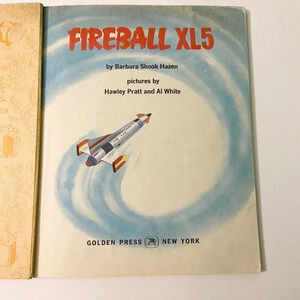 FIREBALL XL5
by Barbara Shook Hazen
pictures by
Hawley Pratt and Al White
GOLDEN PRESS NEW YORK